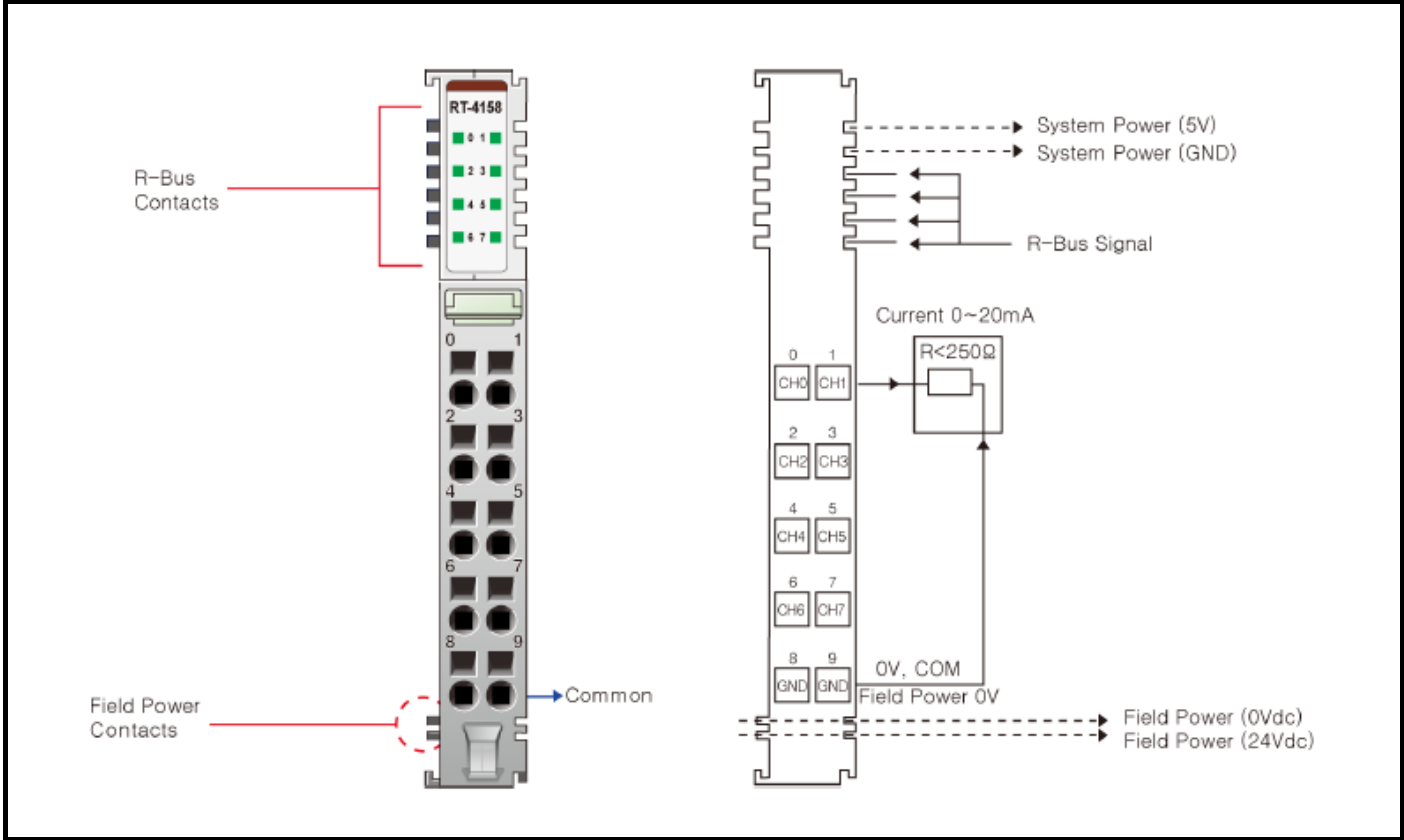 RT-4158
0 1
2 3
4 5
6 7
R-Bus
Contacts
0 1
2 3
4 5
6 7
8 9
Common
Field Power
Contacts
System Power (5V)
System Power (GND)
R-Bus Signal
Current 0~20mA
R<250Ω
0 1
CH0 CH1
2 3
CH2 CH3
4 5
CH4 CH5
6 7
CH6 CH7
8 9
GND GND
0V, COM
Field Power 0V
Field Power (0Vdc)
Field Power (24Vdc)